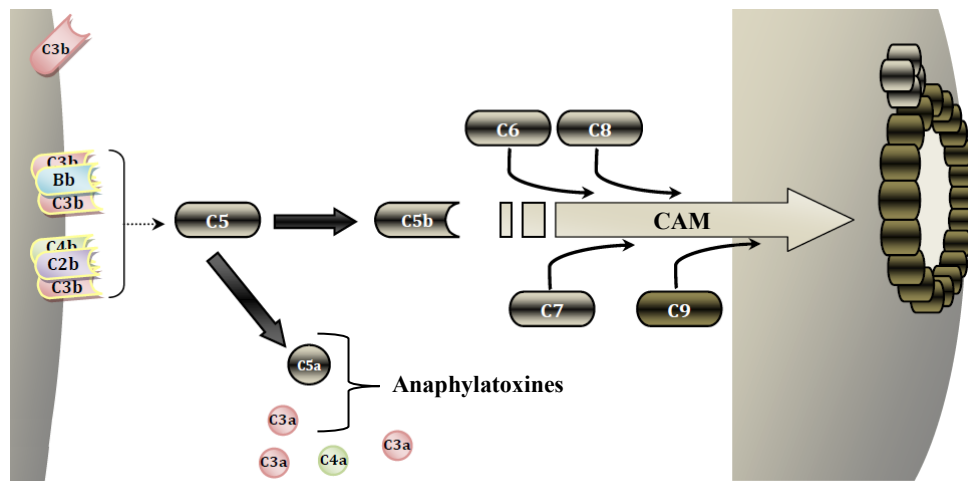 C3b
C3b
Bb
C3b
C4b
C2b
C3b
C5
C5b
C6
C8
CAM
C7
C9
C5a
Anaphylatoxines
C3a
C3a
C4a
C3a